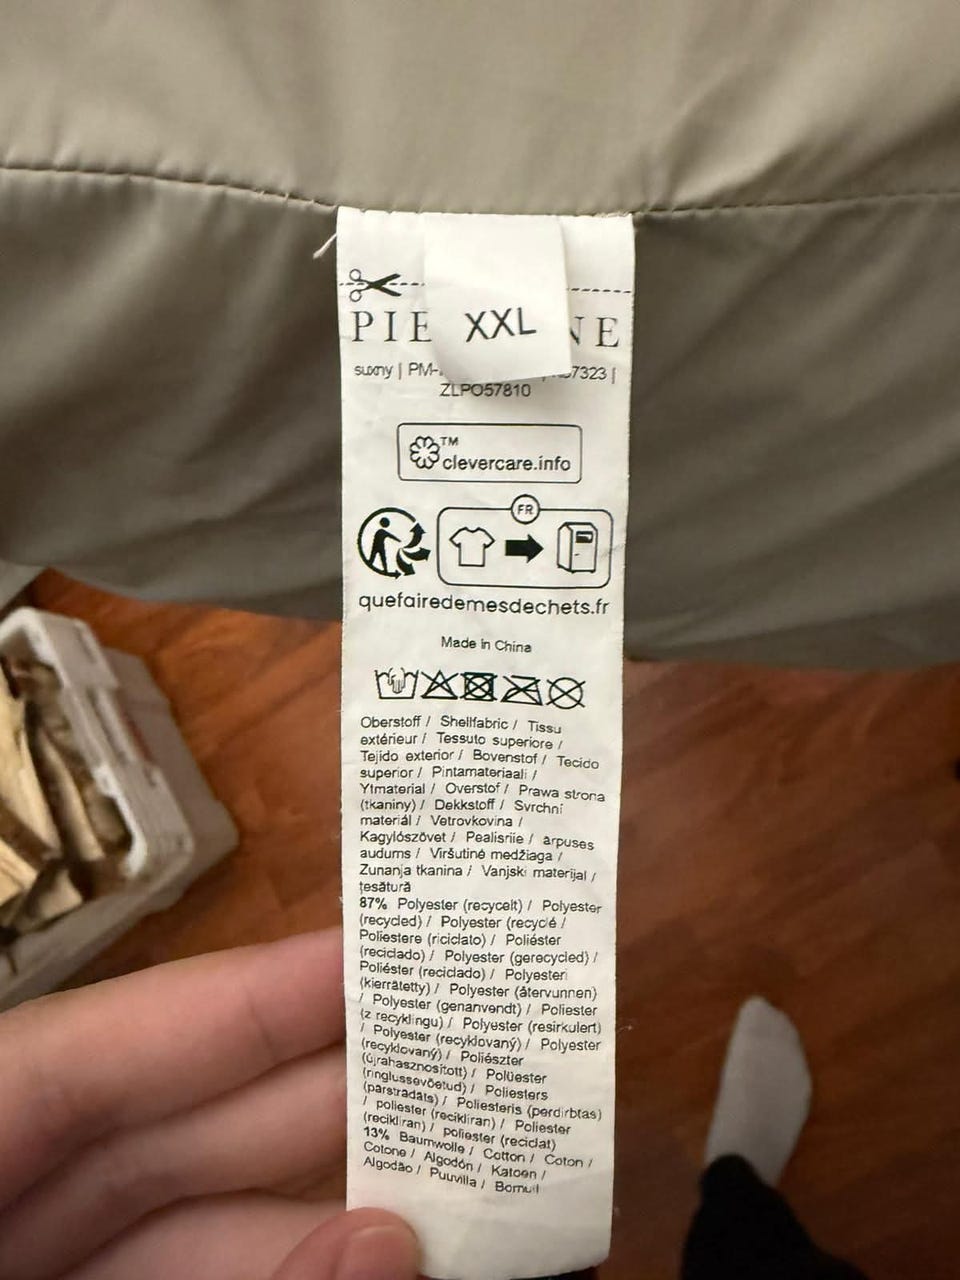 XXL
suxny | PM-
7323 |
ZLPO57810
TM
clevercare.info
FR
quefairedemesdechets.fr
Made in China
Oberstoff / Shellfabric / Tissu
extérieur / Tessuto superiore /
Tejido exterior / Bovenstof / Tecido
superior / Pintamateriaali /
Ytmaterial / Overstof / Prawa strona
(tkaniny) / Dekkstoff / Svrchní
materiál / Vetrovkovina /
Kagylószövet / Pealisriie / ārpuses
audums / Viršutinė medžiaga /
Zunanja tkanina / Vanjski materijal /
țesătură
87% Polyester (recycelt) / Polyester
(recycled) / Polyester (recyclé /
Poliestere (riciclato) / Poliéster
(reciclado) / Polyester (gerecycled) /
Poliéster (reciclado) / Polyesteri
(kierrätetty) / Polyester (återvunnen)
/ Polyester (genanvendt) / Poliester
(z recyklingu) / Polyester (resirkulert)
/ Polyester (recyklovaný) / Polyester
(recyklovaný) / Poliészter
(újrahasznosított) / Polüester
(ringlussevõetud) / Poliesters
(pārstrādāts) / Poliesteris (perdirbtas)
/ poliester (recikliran) / Poliester
(recikliran) / poliester (reciclat)
13% Baumwolle / Cotton / Coton /
Cotone / Algodón / Katoen /
Algodão / Puuvilla / Bomull